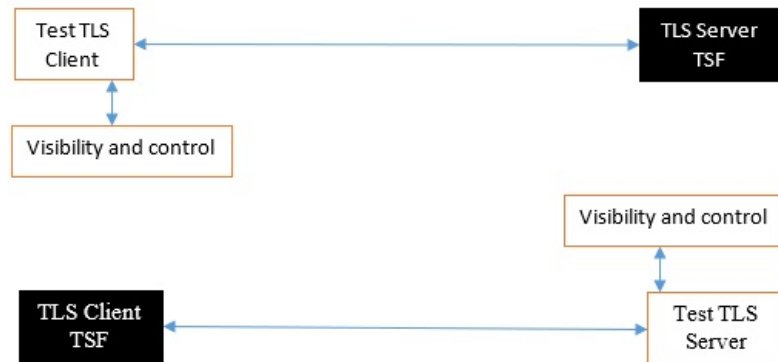 Test TLS
Client
TLS Server
TSF
Visibility and control
Visibility and control
TLS Client
TSF
Test TLS
Server